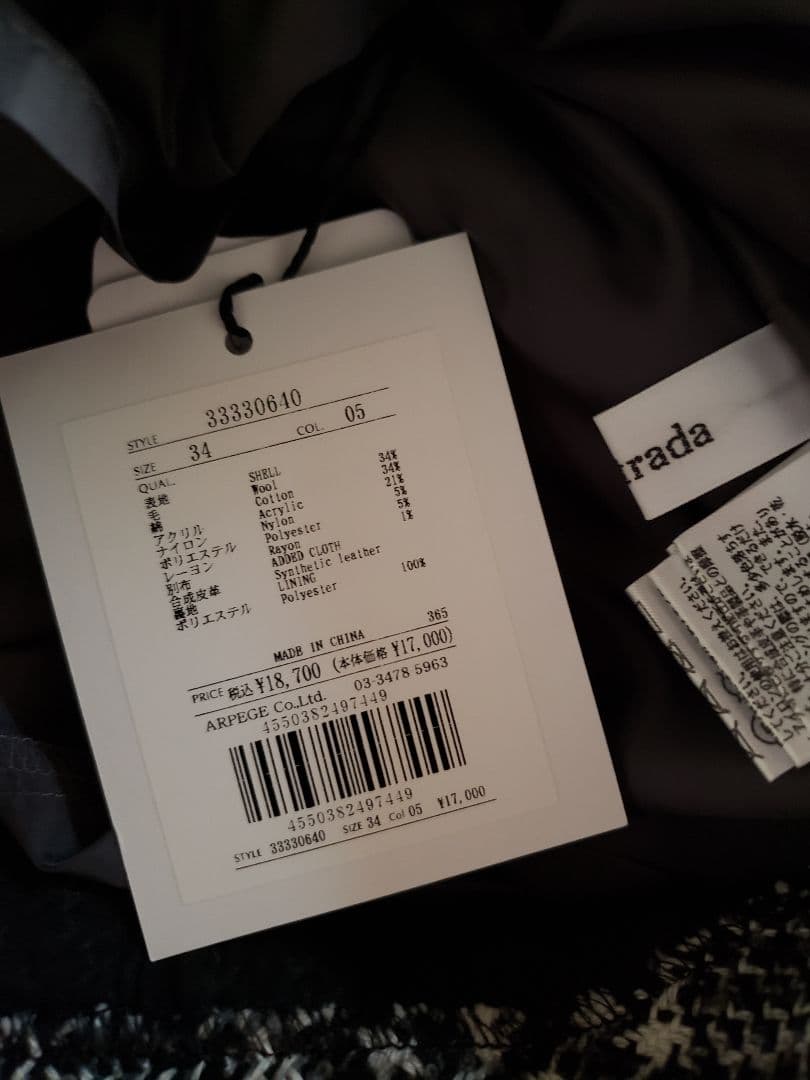 STYLE 33330640
SIZE 34 COL. 05
QUAL.
表地 SHELL
毛 Wool 34%
綿 Cotton 34%
アクリル Acrylic 21%
ナイロン Nylon 5%
ポリエステル Polyester 5%
レーヨン Rayon 1%
別布 ADDED CLOTH
合成皮革 Synthetic leather
裏地 LINING
ポリエステル Polyester 100%
365
MADE IN CHINA
PRICE 税込 ¥18,700 (本体価格 ¥17,000)
ARPEGE Co.,Ltd. 03-3478-5963
4550382497449
4550382497449
STYLE 33330640 SIZE 34 Col 05 ¥17,000
rada